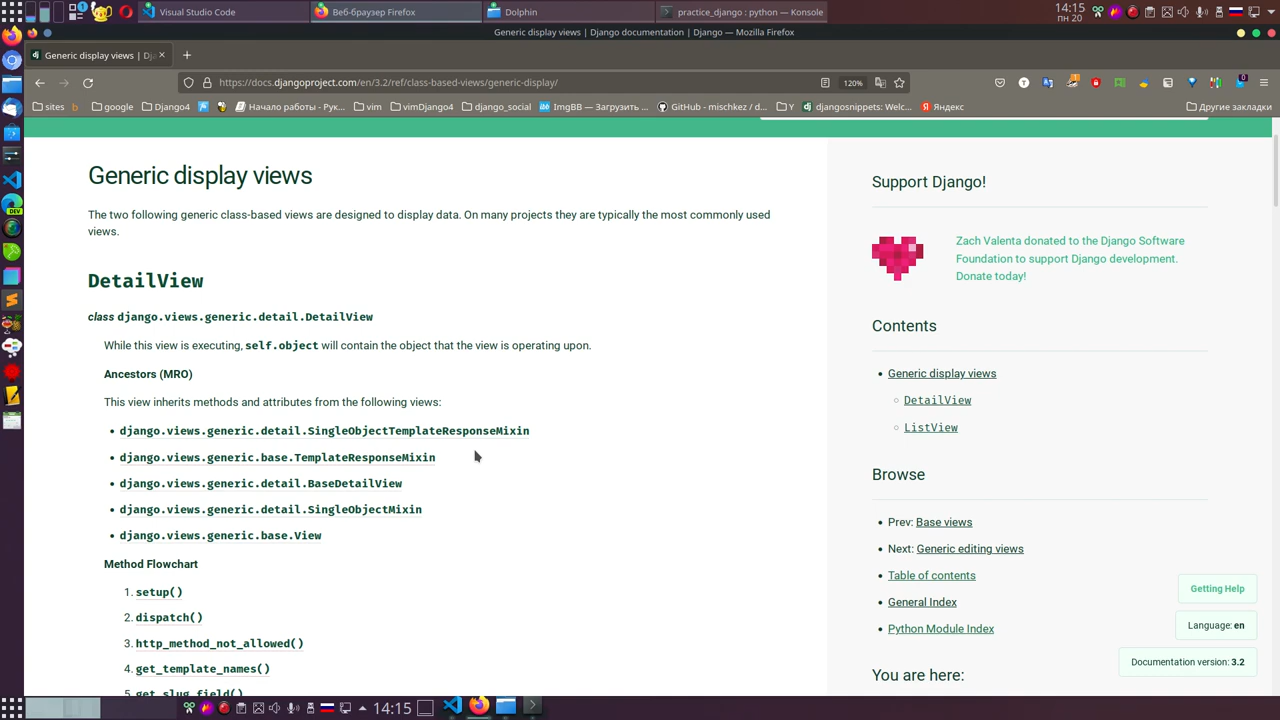 Visual Studio Code
Веб-браузер Firefox
Dolphin
practice_django : python — Konsole
14:15
пн 20
Generic display views | Django documentation | Django — Mozilla Firefox
Generic display views | Dj
https://docs.djangoproject.com/en/3.2/ref/class-based-views/generic-display/
120%
sites
google
Django4
Начало работы - Рук...
vim
vimDjango4
django_social
ImgBB — Загрузить ...
GitHub - mischkez / d...
Y
djangosnippets: Welc...
Яндекс
Другие закладки
Generic display views
The two following generic class-based views are designed to display data. On many projects they are typically the most commonly used
views.
DetailView
class django.views.generic.detail.DetailView
While this view is executing, self.object will contain the object that the view is operating upon.
Ancestors (MRO)
This view inherits methods and attributes from the following views:
• django.views.generic.detail.SingleObjectTemplateResponseMixin
• django.views.generic.base.TemplateResponseMixin
• django.views.generic.detail.BaseDetailView
• django.views.generic.detail.SingleObjectMixin
• django.views.generic.base.View
Method Flowchart
1. setup()
2. dispatch()
3. http_method_not_allowed()
4. get_template_names()
5. get_slug_field()
Support Django!
Zach Valenta donated to the Django Software
Foundation to support Django development.
Donate today!
Contents
• Generic display views
DetailView
ListView
Browse
• Prev: Base views
• Next: Generic editing views
• Table of contents
• General Index
• Python Module Index
You are here:
Getting Help
Language: en
Documentation version: 3.2
DEV
14:15